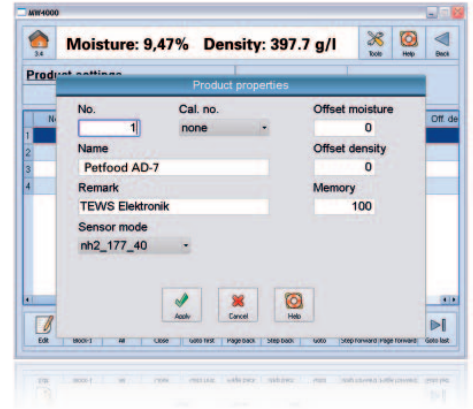 MW4000
3.4
Moisture: 9,47% Density: 397.7 g/l
Tools
Help
Back
Product settings
Product properties
No.
Cal. no.
Offset moisture
1
none
0
Name
Offset density
Petfood AD-7
0
Remark
Memory
TEWS Elektronik
100
Sensor mode
nh2_177_40
Apply
Cancel
Help
N
Off. de
1
2
3
4
Edit
Block-1
All
Close
Goto first
Page back
Step back
Goto
Step forward
Page forward
Goto last